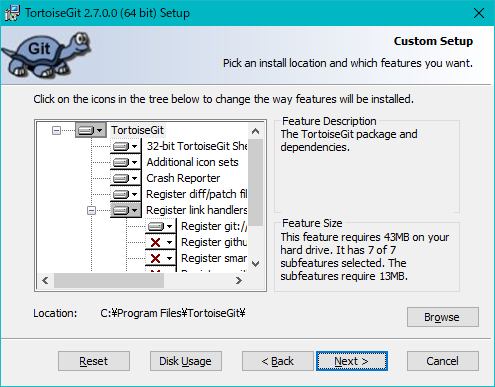 TortoiseGit 2.7.0.0 (64 bit) Setup
Git
Custom Setup
Pick an install location and which features you want.
Click on the icons in the tree below to change the way features will be installed.
TortoiseGit
32-bit TortoiseGit She
Additional icon sets
Crash Reporter
Register diff/patch fil
Register link handlers
Register git://
Register githu
Register smar
Feature Description
The TortoiseGit package and
dependencies.
Feature Size
This feature requires 43MB on your
hard drive. It has 7 of 7
subfeatures selected. The
subfeatures require 13MB.
Location: C:¥Program Files¥TortoiseGit¥
Browse
Reset Disk Usage < Back Next > Cancel